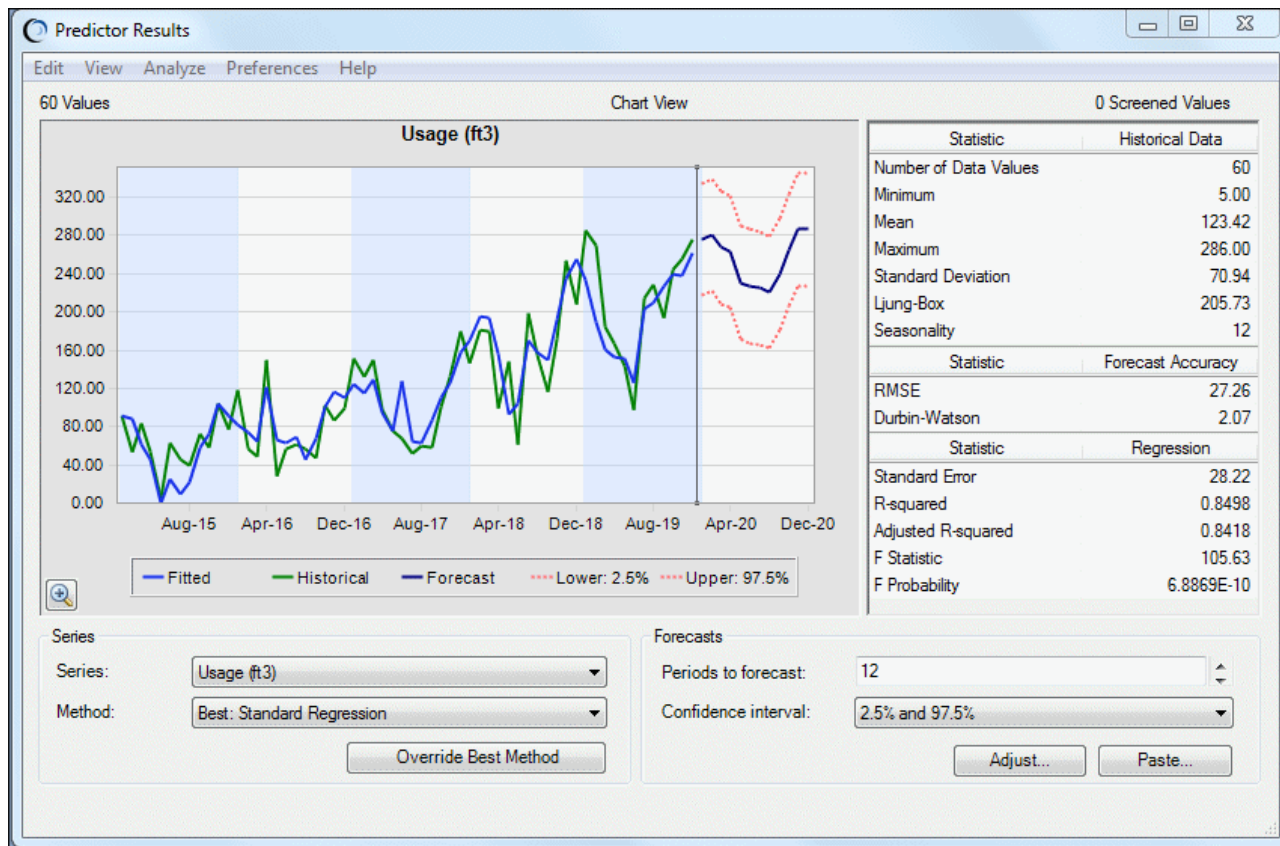 Predictor Results
Edit View Analyze Preferences Help
60 Values Chart View 0 Screened Values
Usage (ft3)
320.00
280.00
240.00
200.00
160.00
120.00
80.00
40.00
0.00
Aug-15 Apr-16 Dec-16 Aug-17 Apr-18 Dec-18 Aug-19 Apr-20 Dec-20
Fitted Historical Forecast Lower: 2.5% Upper: 97.5%
Statistic Historical Data
Number of Data Values 60
Minimum 5.00
Mean 123.42
Maximum 286.00
Standard Deviation 70.94
Ljung-Box 205.73
Seasonality 12
Statistic Forecast Accuracy
RMSE 27.26
Durbin-Watson 2.07
Statistic Regression
Standard Error 28.22
R-squared 0.8498
Adjusted R-squared 0.8418
F Statistic 105.63
F Probability 6.8869E-10
Series
Series: Usage (ft3)
Method: Best: Standard Regression
Override Best Method
Forecasts
Periods to forecast: 12
Confidence interval: 2.5% and 97.5%
Adjust... Paste...